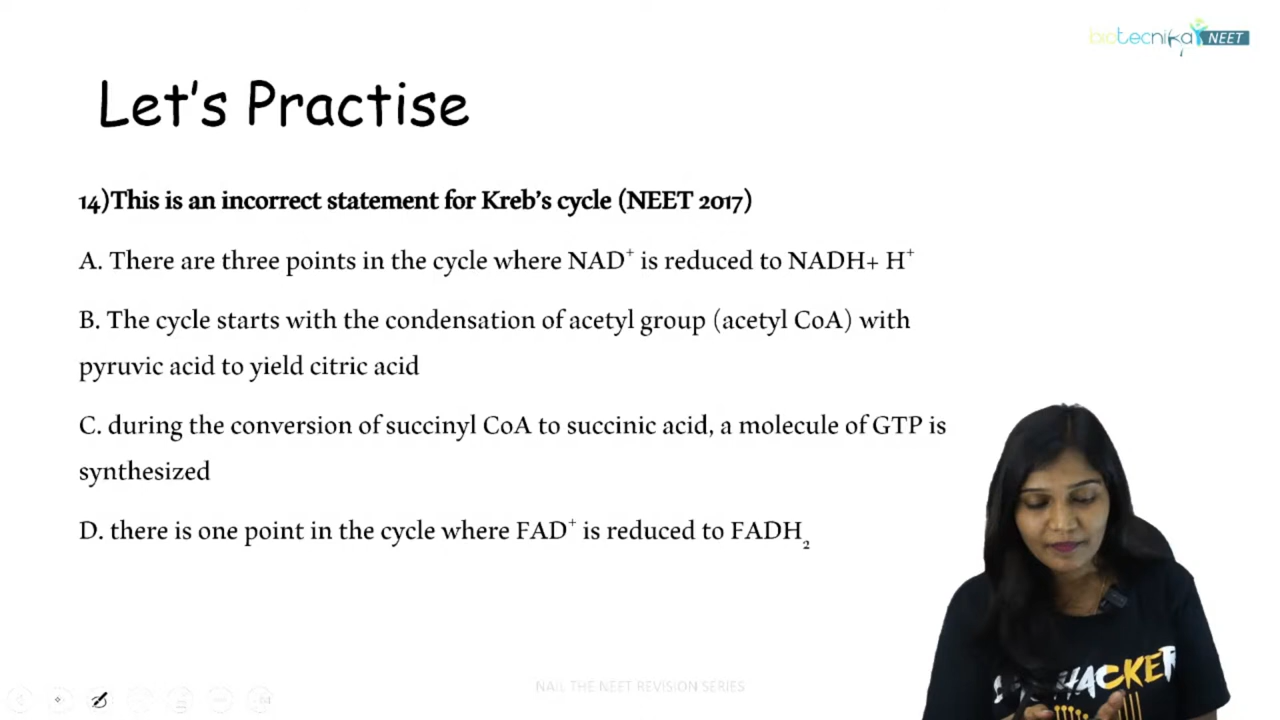 biotecnika NEET
Let's Practise
14)This is an incorrect statement for Kreb's cycle (NEET 2017)
A. There are three points in the cycle where NAD⁺ is reduced to NADH+ H⁺
B. The cycle starts with the condensation of acetyl group (acetyl CoA) with
pyruvic acid to yield citric acid
C. during the conversion of succinyl CoA to succinic acid, a molecule of GTP is
synthesized
D. there is one point in the cycle where FAD⁺ is reduced to FADH₂
NAIL THE NEET REVISION SERIES